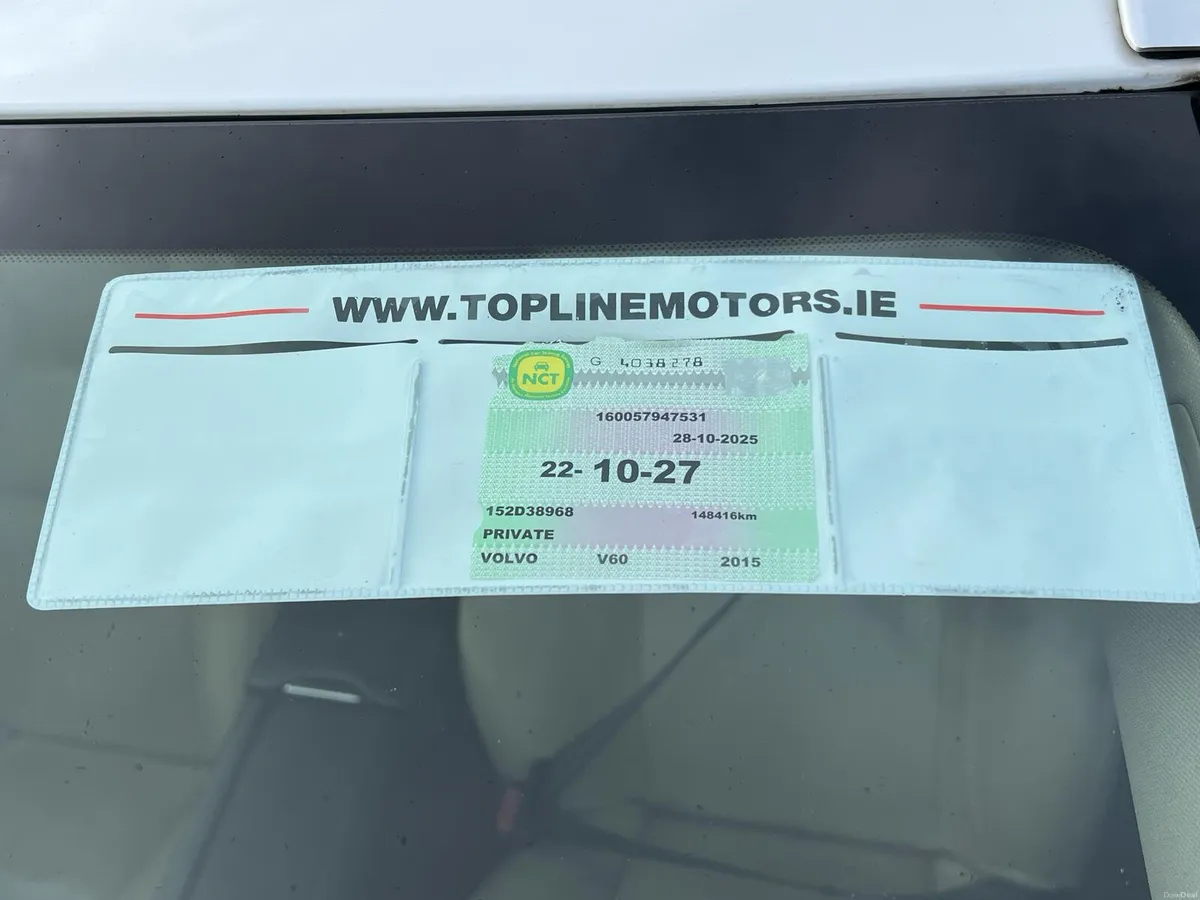 WWW.TOPLINEMOTORS.IE
NCT
G 4038278
160057947531
28-10-2025
22- 10-27
152D38968 148416km
PRIVATE
VOLVO V60 2015